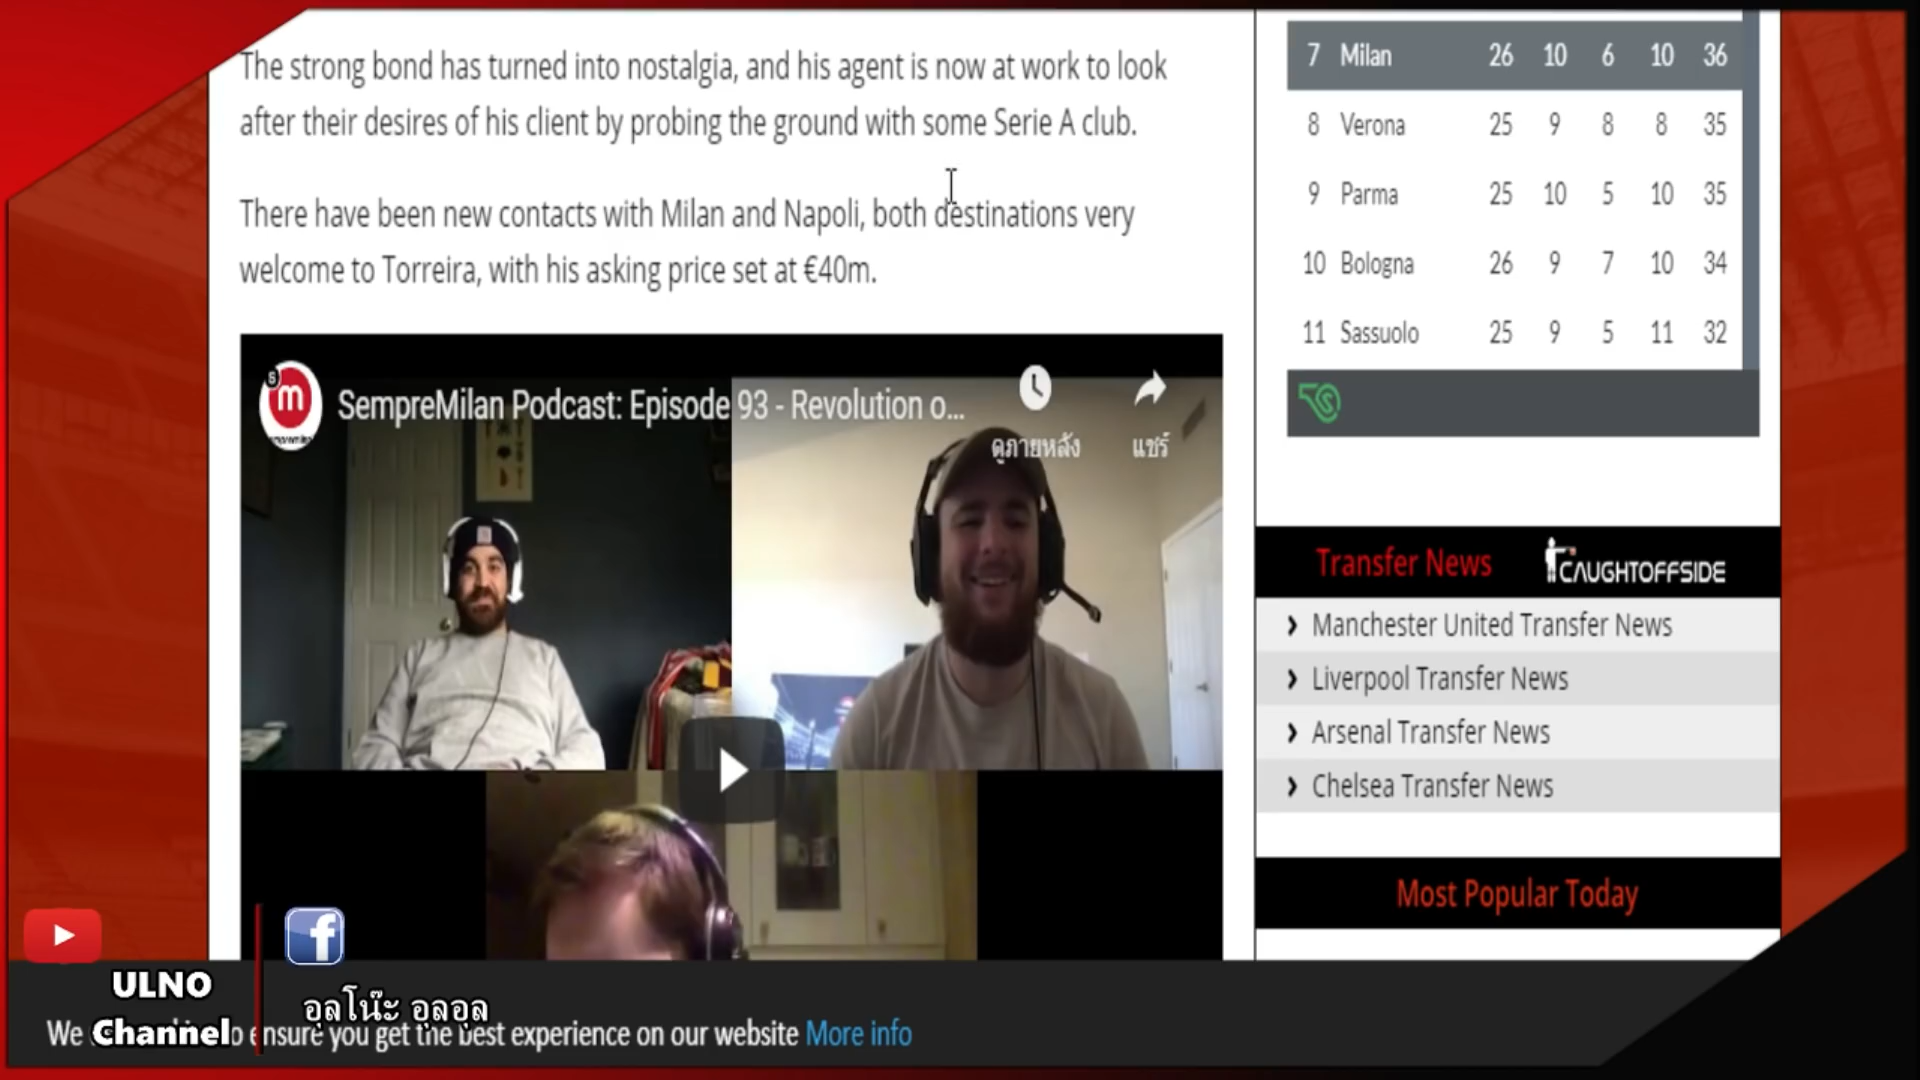 The strong bond has turned into nostalgia, and his agent is now at work to look
after their desires of his client by probing the ground with some Serie A club.
There have been new contacts with Milan and Napoli, both destinations very
welcome to Torreira, with his asking price set at €40m.
SempreMilan Podcast: Episode 93 - Revolution o...
ดูภายหลัง
แชร์
7 Milan 26 10 6 10 36
8 Verona 25 9 8 8 35
9 Parma 25 10 5 10 35
10 Bologna 26 9 7 10 34
11 Sassuolo 25 9 5 11 32
Transfer News CAUGHTOFFSIDE
Manchester United Transfer News
Liverpool Transfer News
Arsenal Transfer News
Chelsea Transfer News
Most Popular Today
ULNO
Channel
อุลโน๊ะ อุลอุล
We ensure you get the best experience on our website More info